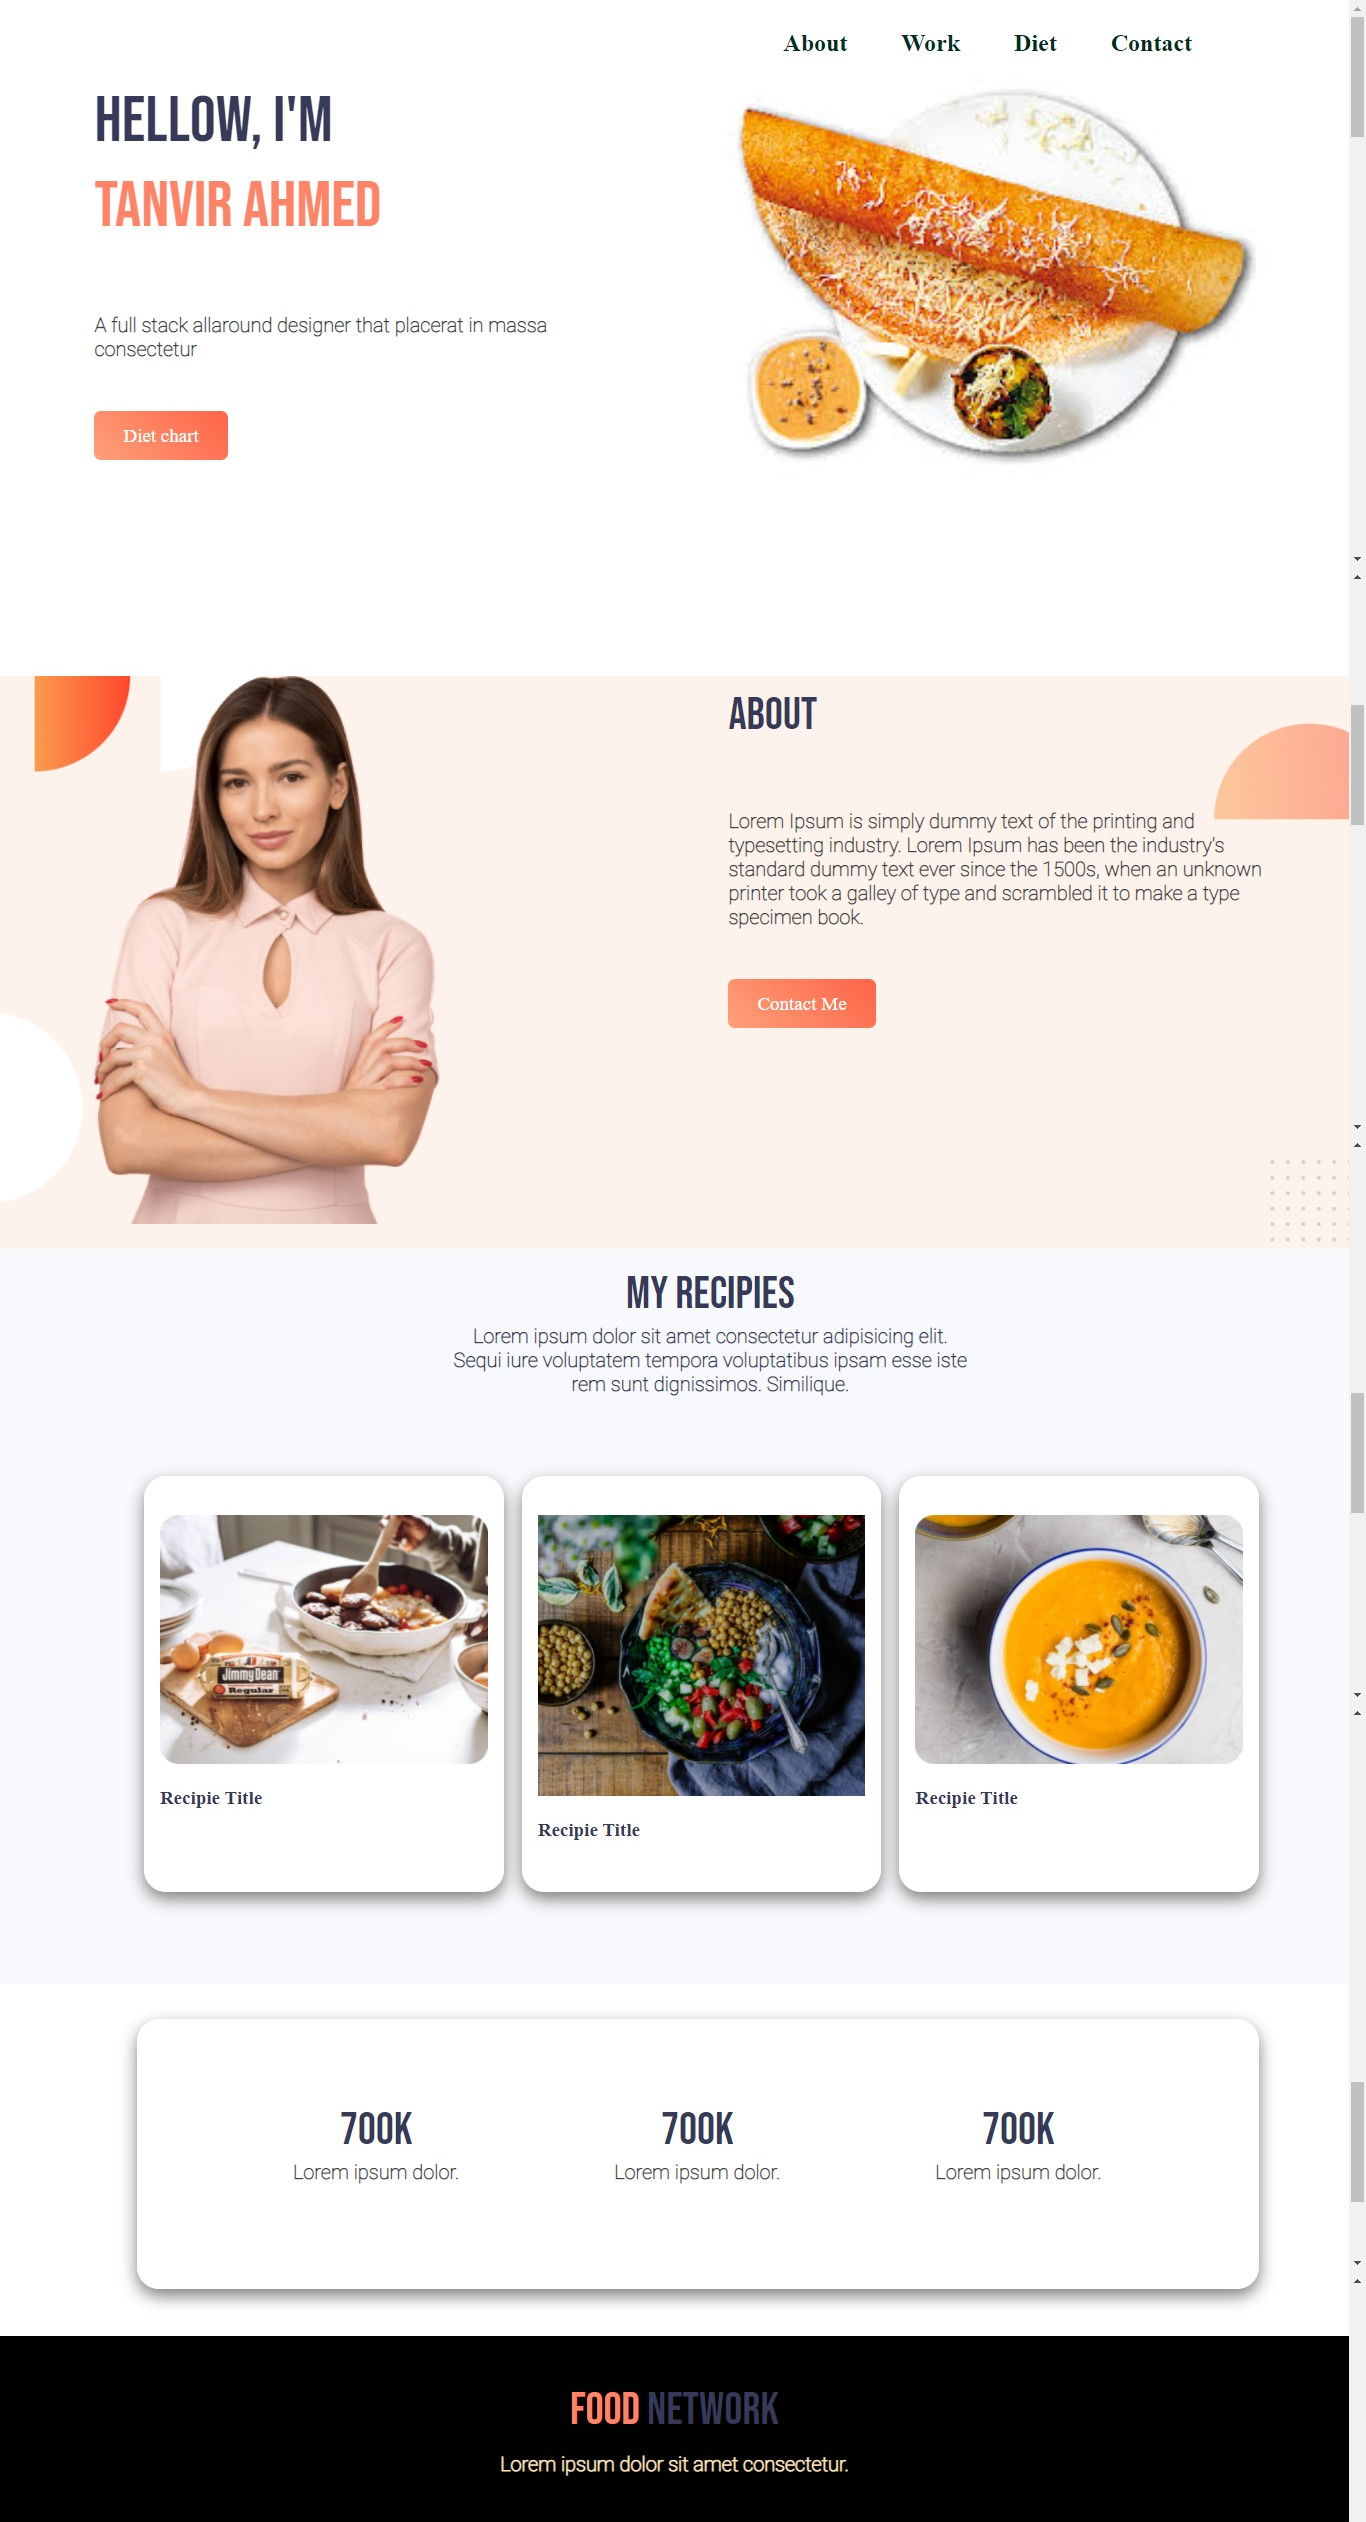 About Work Diet Contact
HELLOW, I'M
TANVIR AHMED
A full stack allaround designer that placerat in massa
consectetur
Diet chart
ABOUT
Lorem Ipsum is simply dummy text of the printing and
typesetting industry. Lorem Ipsum has been the industry's
standard dummy text ever since the 1500s, when an unknown
printer took a galley of type and scrambled it to make a type
specimen book.
Contact Me
MY RECIPIES
Lorem ipsum dolor sit amet consectetur adipisicing elit.
Sequi iure voluptatem tempora voluptatibus ipsam esse iste
rem sunt dignissimos. Similique.
Jimmy Dean
Regular
Recipie Title
Recipie Title
Recipie Title
700K 700K 700K
Lorem ipsum dolor. Lorem ipsum dolor. Lorem ipsum dolor.
FOOD NETWORK
Lorem ipsum dolor sit amet consectetur.